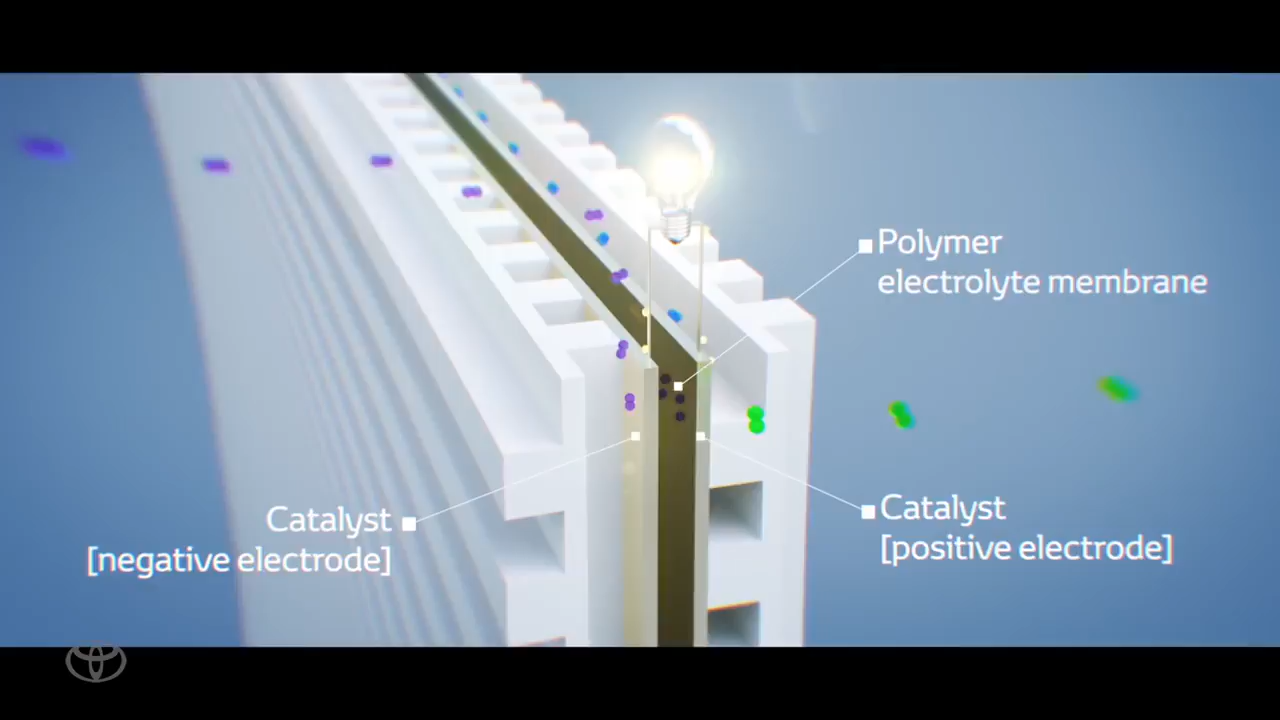 Polymer
electrolyte membrane
Catalyst
[negative electrode]
Catalyst
[positive electrode]